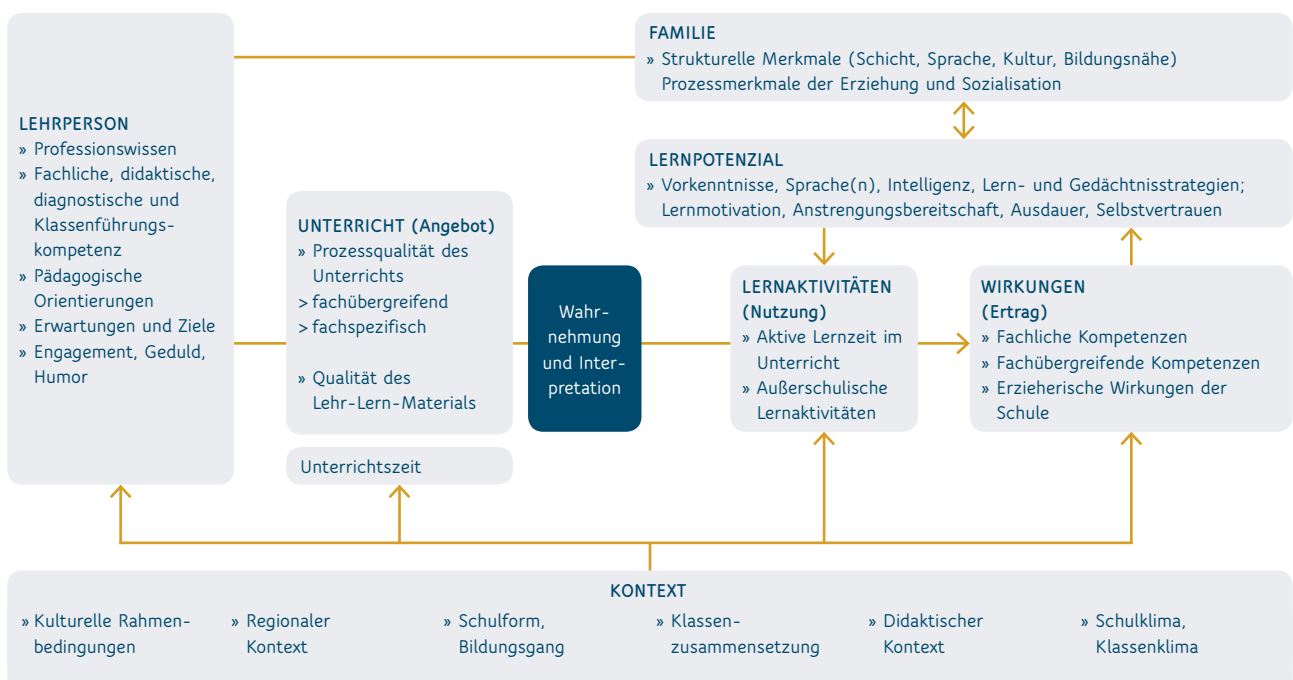 LEHRPERSON
» Professionswissen
» Fachliche, didaktische,
diagnostische und
Klassenführungs-
kompetenz
» Pädagogische
Orientierungen
» Erwartungen und Ziele
» Engagement, Geduld,
Humor
FAMILIE
» Strukturelle Merkmale (Schicht, Sprache, Kultur, Bildungsnähe)
Prozessmerkmale der Erziehung und Sozialisation
LERNPOTENZIAL
» Vorkenntnisse, Sprache(n), Intelligenz, Lern- und Gedächtnisstrategien;
Lernmotivation, Anstrengungsbereitschaft, Ausdauer, Selbstvertrauen
UNTERRICHT (Angebot)
» Prozessqualität des
Unterrichts
> fachübergreifend
> fachspezifisch
» Qualität des
Lehr-Lern-Materials
Unterrichtszeit
Wahr-
nehmung
und Inter-
pretation
LERNAKTIVITÄTEN
(Nutzung)
» Aktive Lernzeit im
Unterricht
» Außerschulische
Lernaktivitäten
WIRKUNGEN
(Ertrag)
» Fachliche Kompetenzen
» Fachübergreifende Kompetenzen
» Erzieherische Wirkungen der
Schule
KONTEXT
» Kulturelle Rahmen-
bedingungen
» Regionaler
Kontext
» Schulform,
Bildungsgang
» Klassen-
zusammensetzung
» Didaktischer
Kontext
» Schulklima,
Klassenklima